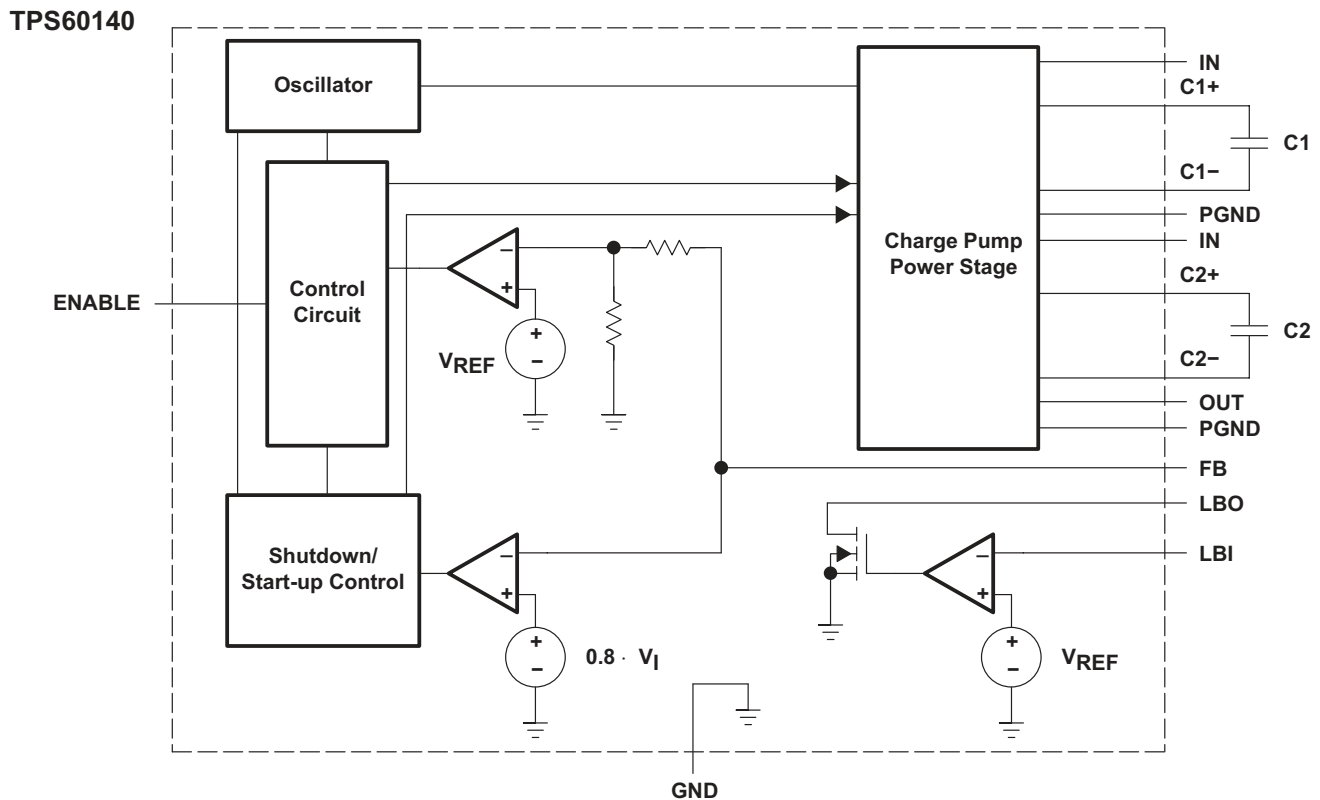 TPS60140
Oscillator
IN
C1+
C1
C1−
PGND
IN
Charge Pump
Power Stage
C2+
C2
C2−
OUT
PGND
ENABLE
Control
Circuit
−
+
+
−
VREF
FB
LBO
LBI
Shutdown/
Start-up Control
−
+
+
−
0.8 · VI
−
+
+
−
VREF
GND